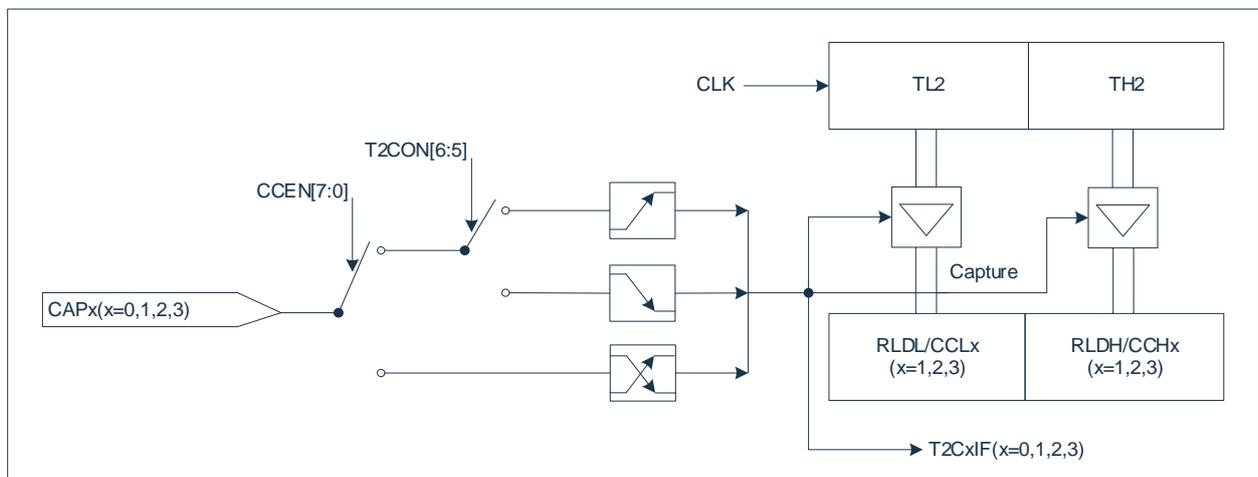 CLK
TL2
TH2
T2CON[6:5]
CCEN[7:0]
Capture
CAPx(x=0,1,2,3)
RLDL/CCLx
(x=1,2,3)
RLDH/CCHx
(x=1,2,3)
T2CxIF(x=0,1,2,3)